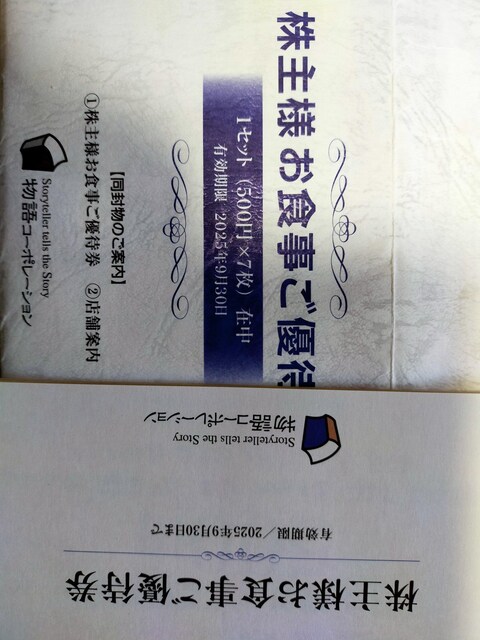 株主様お食事ご優待
1セット(500円×7枚)在中
有効期限 2025年9月30日
【同封物のご案内】
①株主様お食事ご優待券 ②店舗案内
Storyteller tells the Story
物語コーポレーション
株主様お食事ご優待券
有効期限/2025年9月30日まで
Storyteller tells the Story
物語コーポレーション